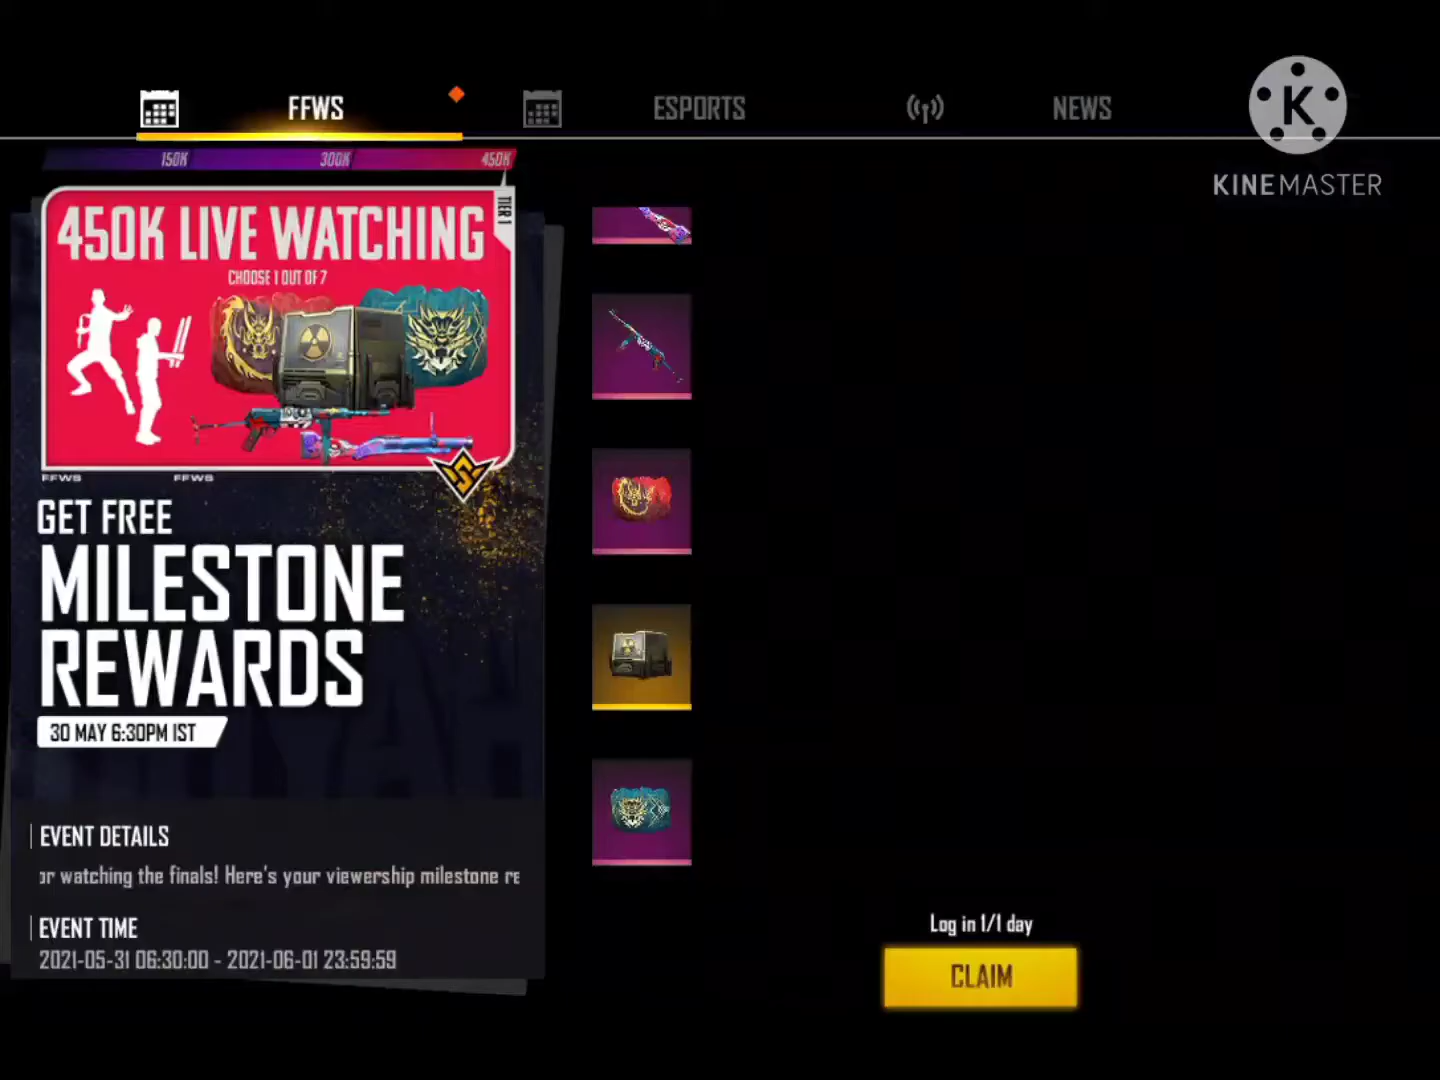 FFWS
ESPORTS
NEWS
K
KINEMASTER
150K
300K
450K
TIER 1
450K LIVE WATCHING
CHOOSE 1 OUT OF 7
FFWS
FFWS
GET FREE
MILESTONE
REWARDS
30 MAY 6:30PM IST
EVENT DETAILS
watching the finals! Here's your viewership milestone
EVENT TIME
2021-05-31 06:30:00 - 2021-06-01 23:59:59
Log in 1/1 day
CLAIM